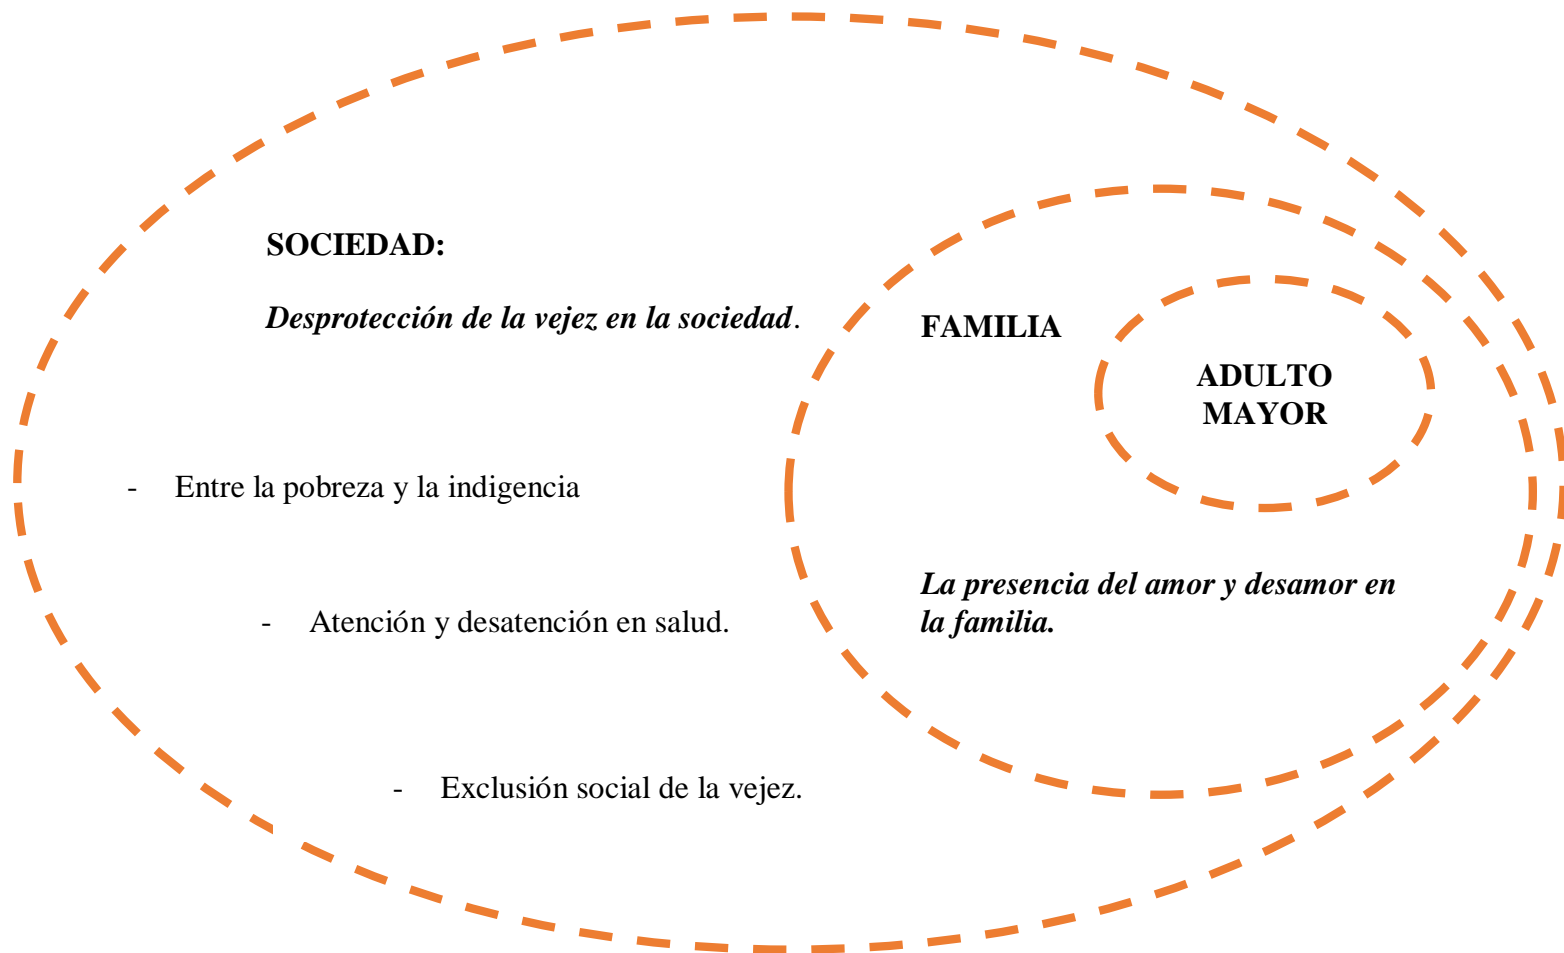 SOCIEDAD:
Desprotección de la vejez en la sociedad.
- Entre la pobreza y la indigencia
- Atención y desatención en salud.
- Exclusión social de la vejez.
FAMILIA
ADULTO
MAYOR
La presencia del amor y desamor en
la familia.